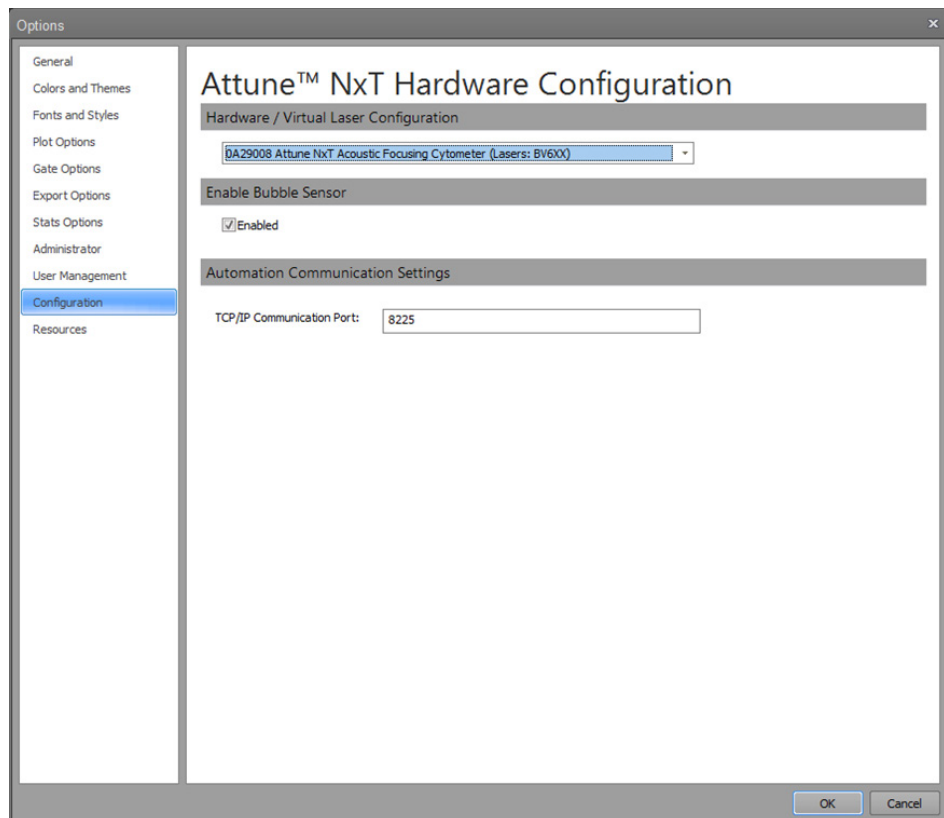 Options
General
Colors and Themes
Fonts and Styles
Plot Options
Gate Options
Export Options
Stats Options
Administrator
User Management
Configuration
Resources
Attune™ NxT Hardware Configuration
Hardware / Virtual Laser Configuration
0A29008 Attune NxT Acoustic Focusing Cytometer (Lasers: BV6XX)
Enable Bubble Sensor
Enabled
Automation Communication Settings
TCP/IP Communication Port: 8225
OK Cancel